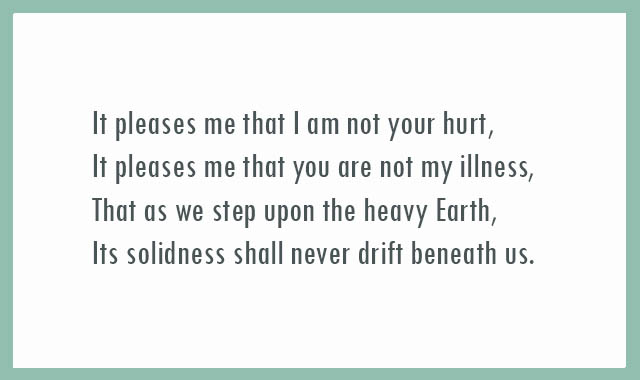 It pleases me that I am not your hurt,
It pleases me that you are not my illness,
That as we step upon the heavy Earth,
Its solidness shall never drift beneath us.